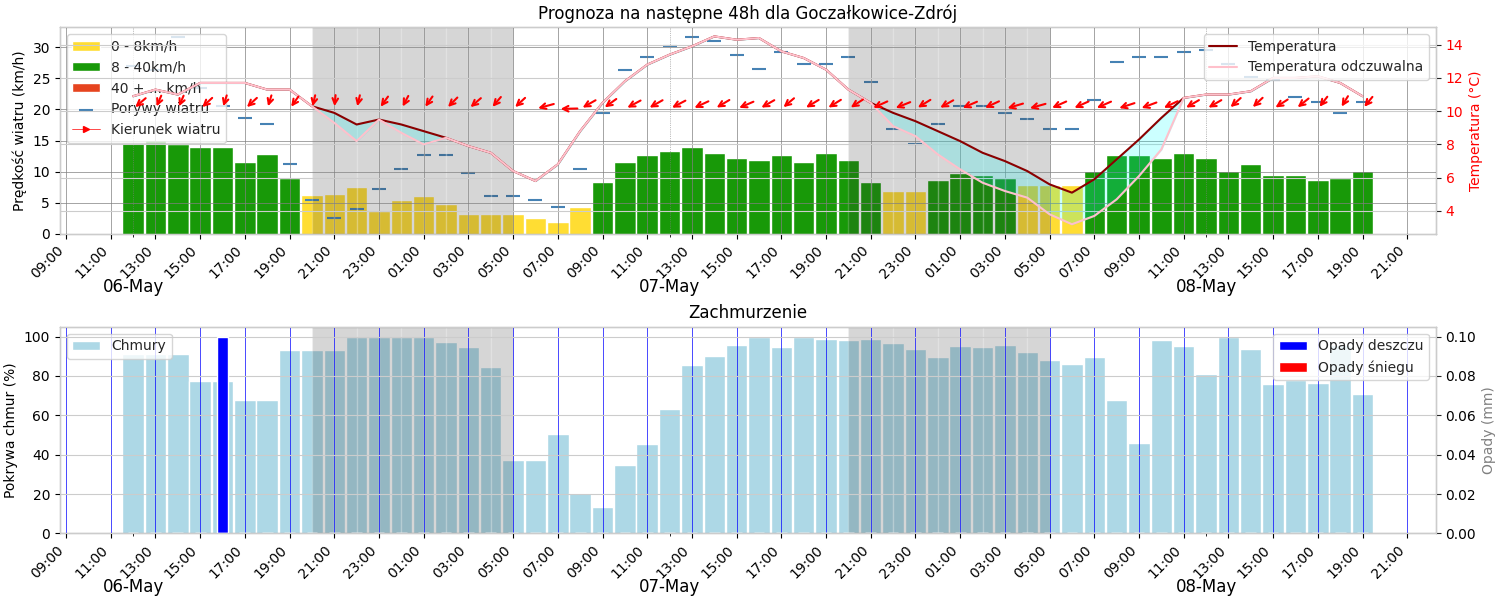 Prognoza na następne 48h dla Goczałkowice-Zdrój
0 - 8km/h
8 - 40km/h
40 + ... km/h
Porywy wiatru
Kierunek wiatru
Temperatura
Temperatura odczuwalna
Prędkość wiatru (km/h)
30
25
20
15
10
5
0
Temperatura (°C)
14
12
10
8
6
4
09:00 11:00 13:00 15:00 17:00 19:00 21:00 23:00 01:00 03:00 05:00 07:00 09:00 11:00 13:00 15:00 17:00 19:00 21:00 23:00 01:00 03:00 05:00 07:00 09:00 11:00 13:00 15:00 17:00 19:00 21:00
06-May 07-May 08-May
Zachmurzenie
Chmury
Opady deszczu
Opady śniegu
Pokrywa chmur (%)
100
80
60
40
20
0
Opady (mm)
0.10
0.08
0.06
0.04
0.02
0.00
09:00 11:00 13:00 15:00 17:00 19:00 21:00 23:00 01:00 03:00 05:00 07:00 09:00 11:00 13:00 15:00 17:00 19:00 21:00 23:00 01:00 03:00 05:00 07:00 09:00 11:00 13:00 15:00 17:00 19:00 21:00
06-May 07-May 08-May